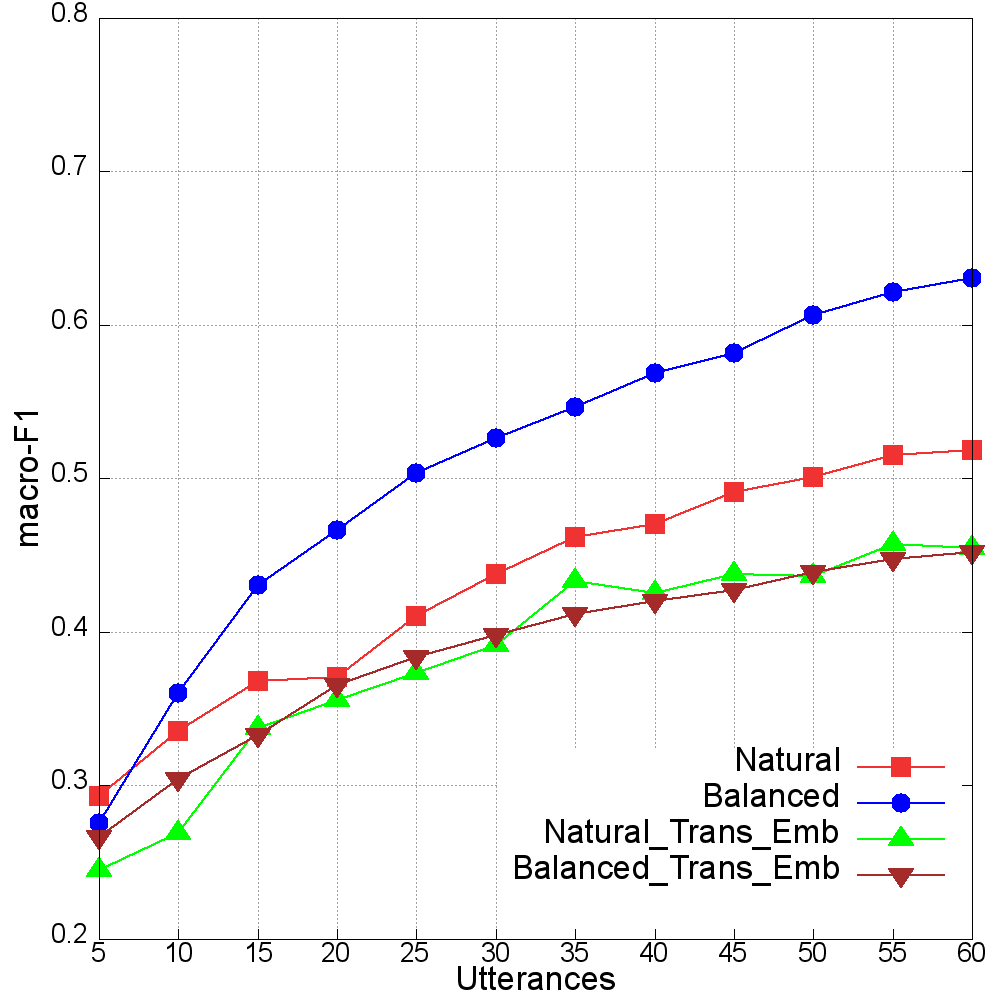 0.8
0.7
0.6
0.5
0.4
0.3
0.2
macro-F1
Natural
Balanced
Natural_Trans_Emb
Balanced_Trans_Emb
5 10 15 20 25 30 35 40 45 50 55 60
Utterances